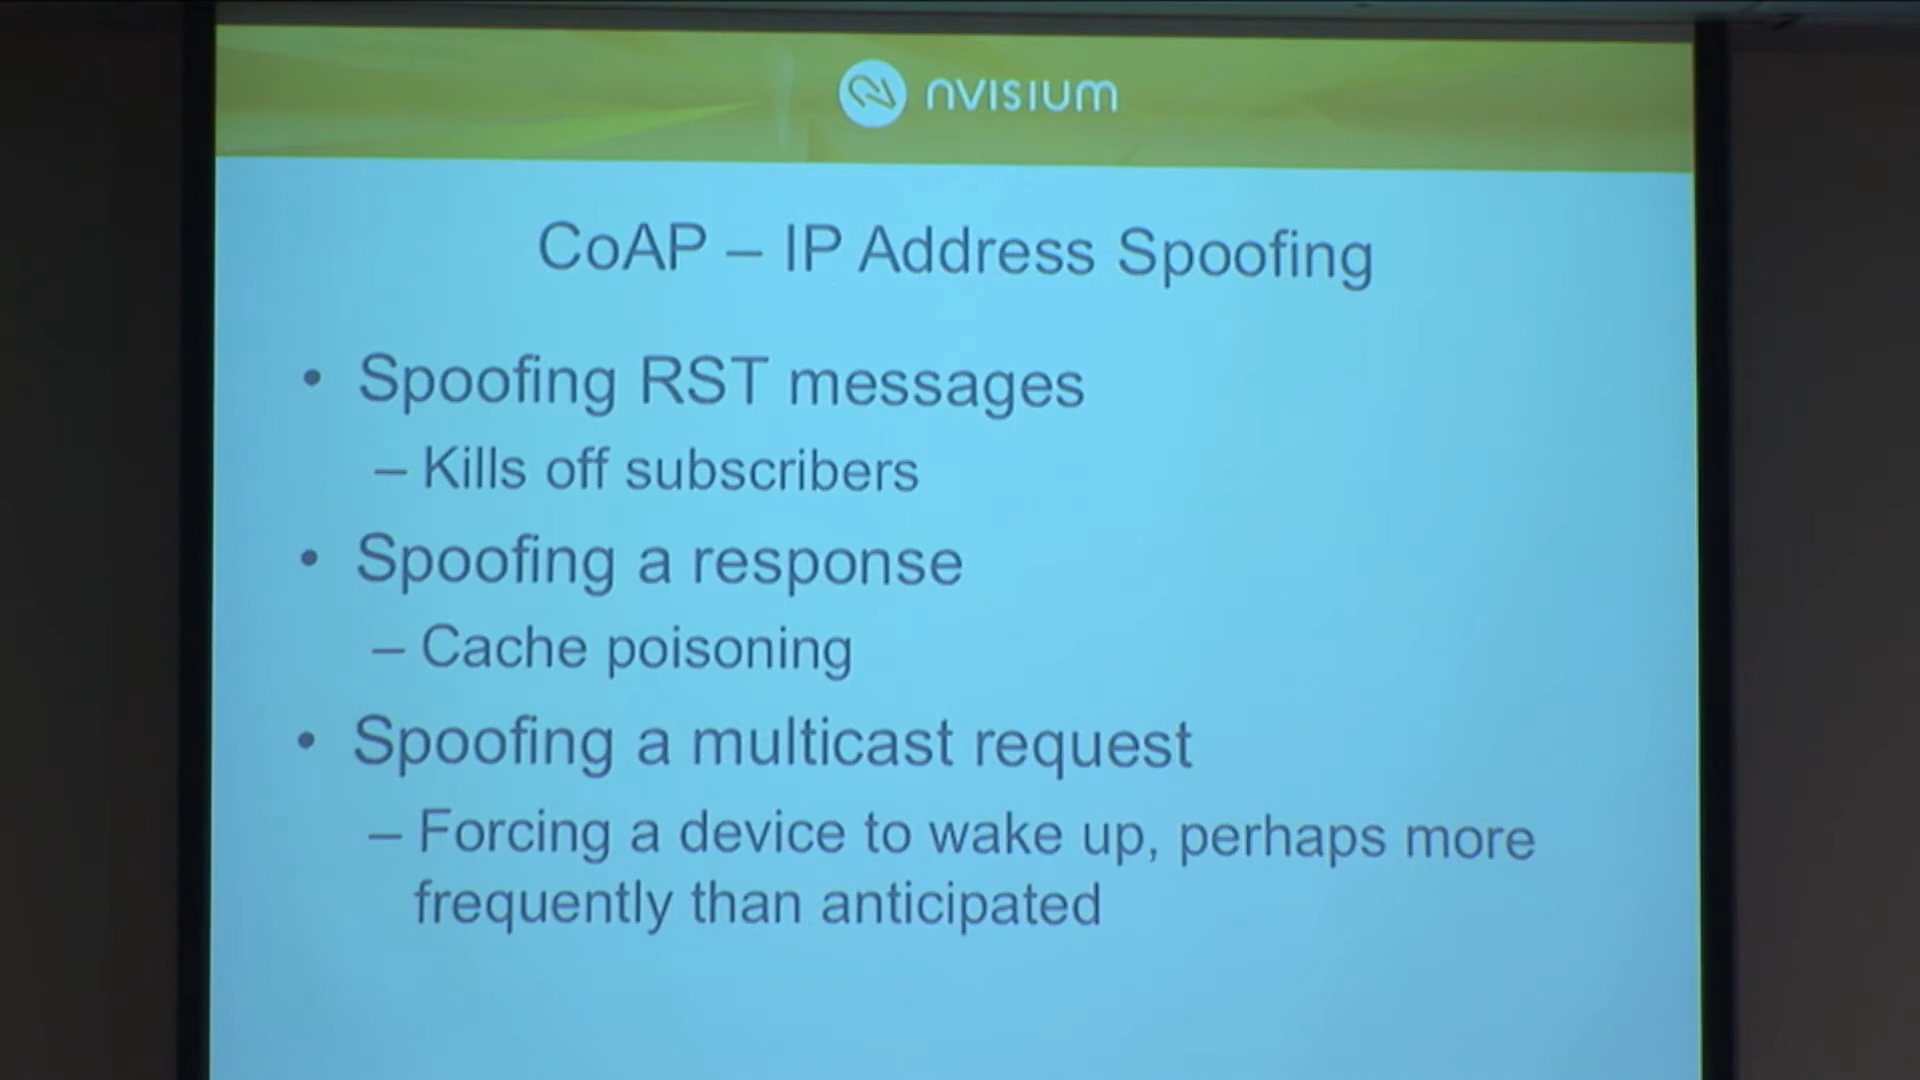 nVISIUM
CoAP – IP Address Spoofing
• Spoofing RST messages
– Kills off subscribers
• Spoofing a response
– Cache poisoning
• Spoofing a multicast request
– Forcing a device to wake up, perhaps more
frequently than anticipated